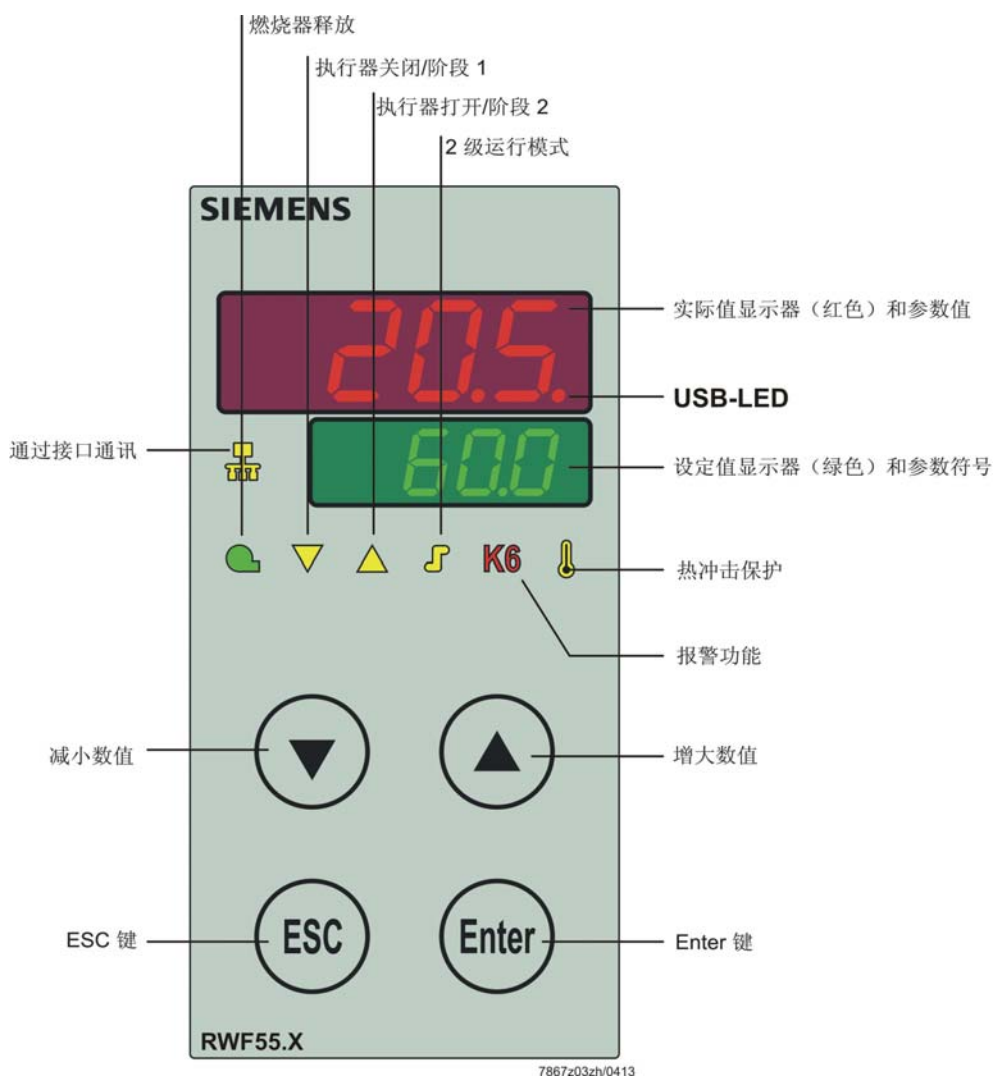 燃烧器释放
执行器关闭/阶段 1
执行器打开/阶段 2
2 级运行模式
SIEMENS
20.5.
实际值显示器（红色）和参数值
USB-LED
通过接口通讯
60.0
设定值显示器（绿色）和参数符号
K6
热冲击保护
报警功能
减小数值
增大数值
ESC 键
ESC
Enter
Enter 键
RWF55.X
7867z03zh/0413